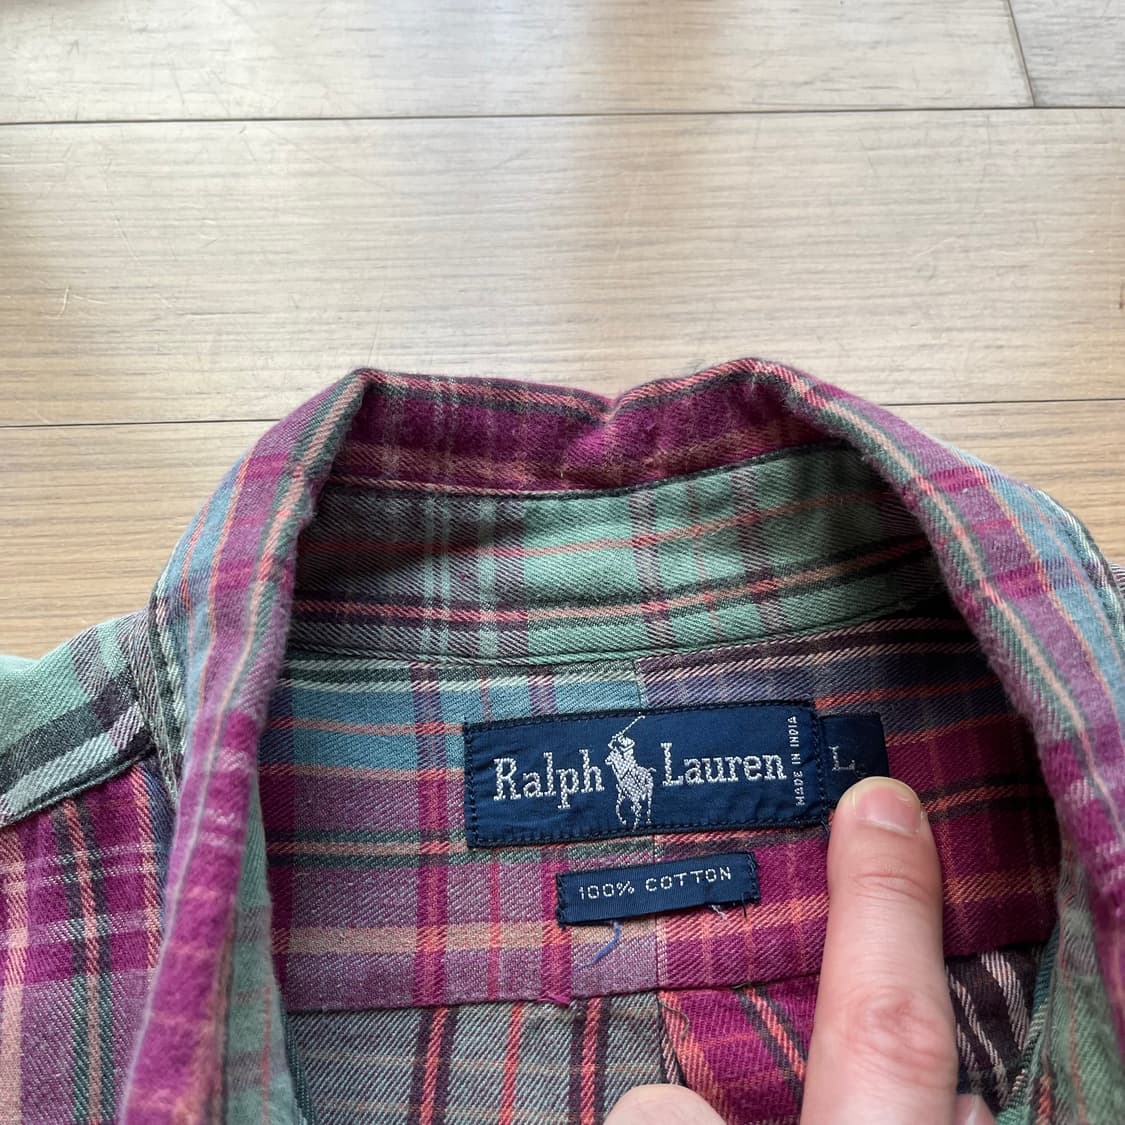 Ralph Lauren
MADE IN INDIA
L
100% COTTON